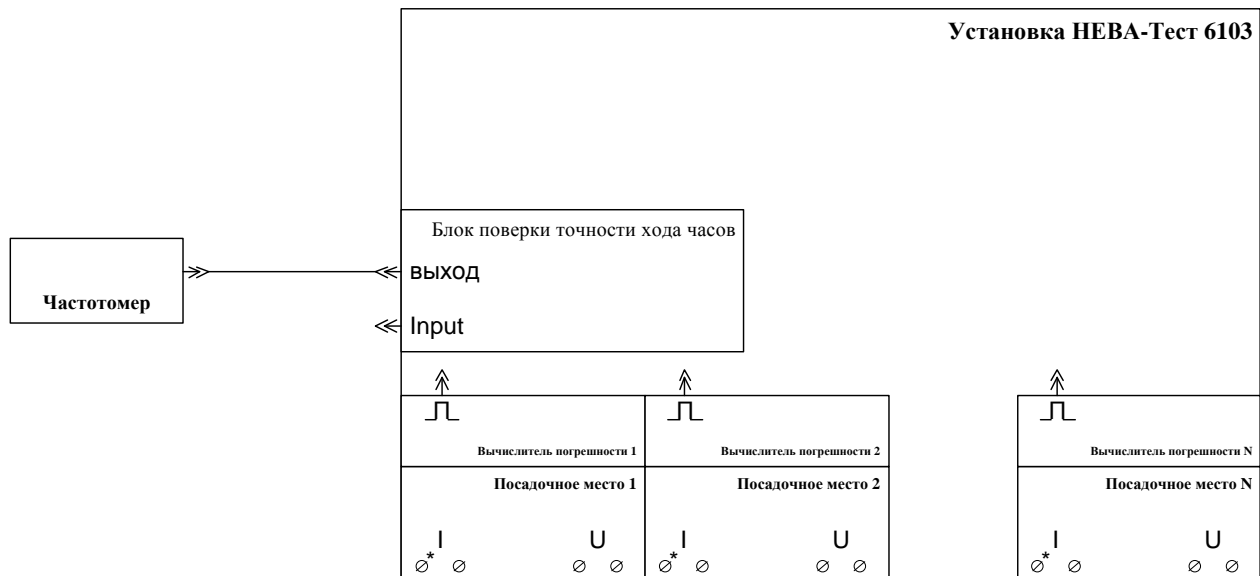 Установка НЕВА-Тест 6103
Блок поверки точности хода часов
выход
Частотомер
Input
Вычислитель погрешности 1
Вычислитель погрешности 2
Вычислитель погрешности N
Посадочное место 1
Посадочное место 2
Посадочное место N
I U I U I U
* * *